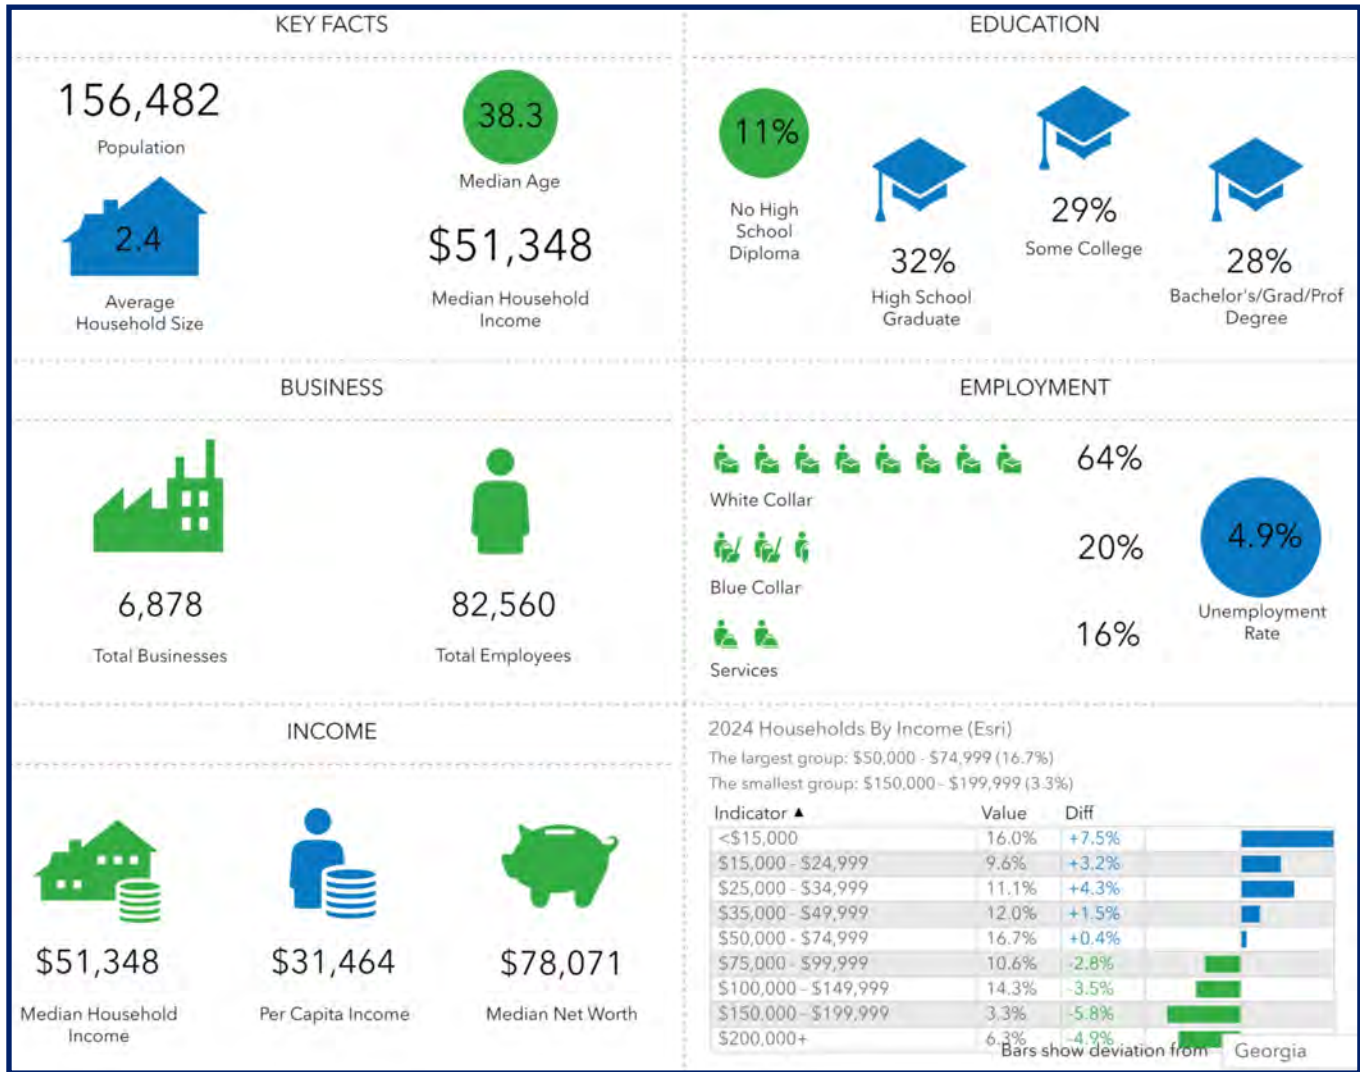 KEY FACTS
156,482
Population
2.4
Average
Household Size
38.3
Median Age
$51,348
Median Household
Income
EDUCATION
11%
No High
School
Diploma
32%
High School
Graduate
29%
Some College
28%
Bachelor's/Grad/Prof
Degree
BUSINESS
6,878
Total Businesses
82,560
Total Employees
EMPLOYMENT
64%
White Collar
20%
Blue Collar
16%
Services
4.9%
Unemployment
Rate
INCOME
$51,348
Median Household
Income
$31,464
Per Capita Income
$78,071
Median Net Worth
2024 Households By Income (Esri)
The largest group: $50,000 - $74,999 (16.7%)
The smallest group: $150,000 - $199,999 (3.3%)
Indicator ▲ Value Diff
<$15,000 16.0% +7.5%
$15,000 - $24,999 9.6% +3.2%
$25,000 - $34,999 11.1% +4.3%
$35,000 - $49,999 12.0% +1.5%
$50,000 - $74,999 16.7% +0.4%
$75,000 - $99,999 10.6% -2.8%
$100,000 - $149,999 14.3% -3.5%
$150,000 - $199,999 3.3% -5.8%
$200,000+ 6.3% -4.9%
Bars show deviation from Georgia